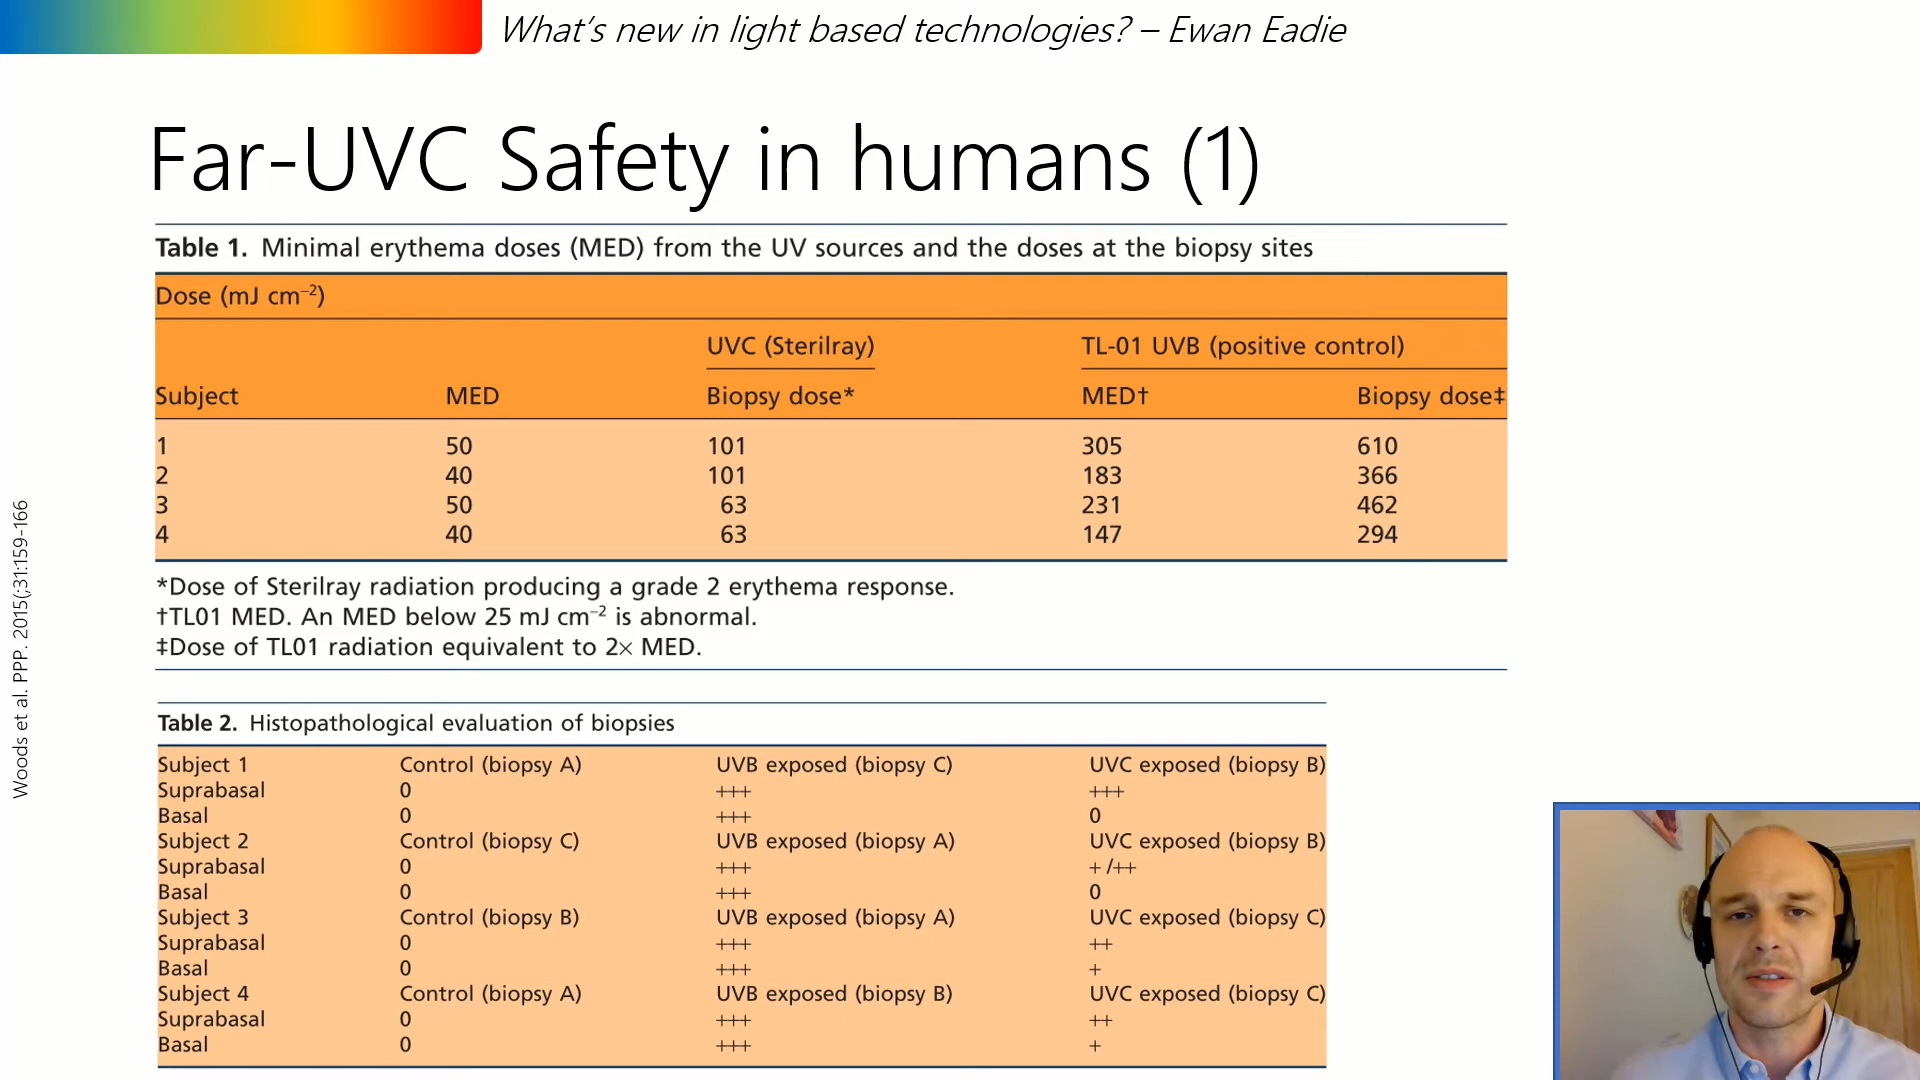 What's new in light based technologies? – Ewan Eadie
Far-UVC Safety in humans (1)
Table 1. Minimal erythema doses (MED) from the UV sources and the doses at the biopsy sites
Dose (mJ cm⁻²)
UVC (Sterilray) TL-01 UVB (positive control)
Subject MED Biopsy dose* MED† Biopsy dose‡
1 50 101 305 610
2 40 101 183 366
3 50 63 231 462
4 40 63 147 294
*Dose of Sterilray radiation producing a grade 2 erythema response.
†TL01 MED. An MED below 25 mJ cm⁻² is abnormal.
‡Dose of TL01 radiation equivalent to 2× MED.
Table 2. Histopathological evaluation of biopsies
Subject 1 Control (biopsy A) UVB exposed (biopsy C) UVC exposed (biopsy B)
Suprabasal 0 +++ +++
Basal 0 +++ 0
Subject 2 Control (biopsy C) UVB exposed (biopsy A) UVC exposed (biopsy B)
Suprabasal 0 +++ + /++
Basal 0 +++ 0
Subject 3 Control (biopsy B) UVB exposed (biopsy A) UVC exposed (biopsy C)
Suprabasal 0 +++ ++
Basal 0 +++ +
Subject 4 Control (biopsy A) UVB exposed (biopsy B) UVC exposed (biopsy C)
Suprabasal 0 +++ ++
Basal 0 +++ +
Woods et al. PPP. 2015(;31:159-166